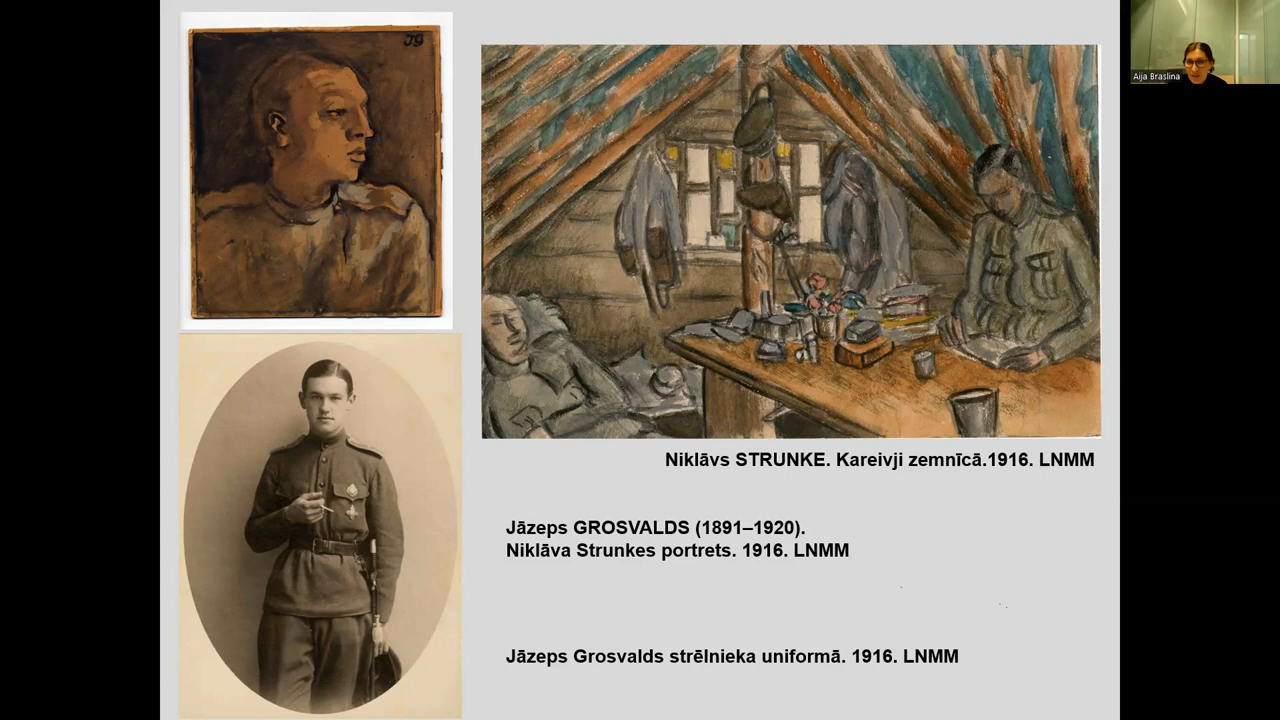 JG
Aija Braslina
Niklāvs STRUNKE. Kareivji zemnīcā.1916. LNMM
Jāzeps GROSVALDS (1891–1920).
Niklāva Strunkes portrets. 1916. LNMM
Jāzeps Grosvalds strēlnieka uniformā. 1916. LNMM